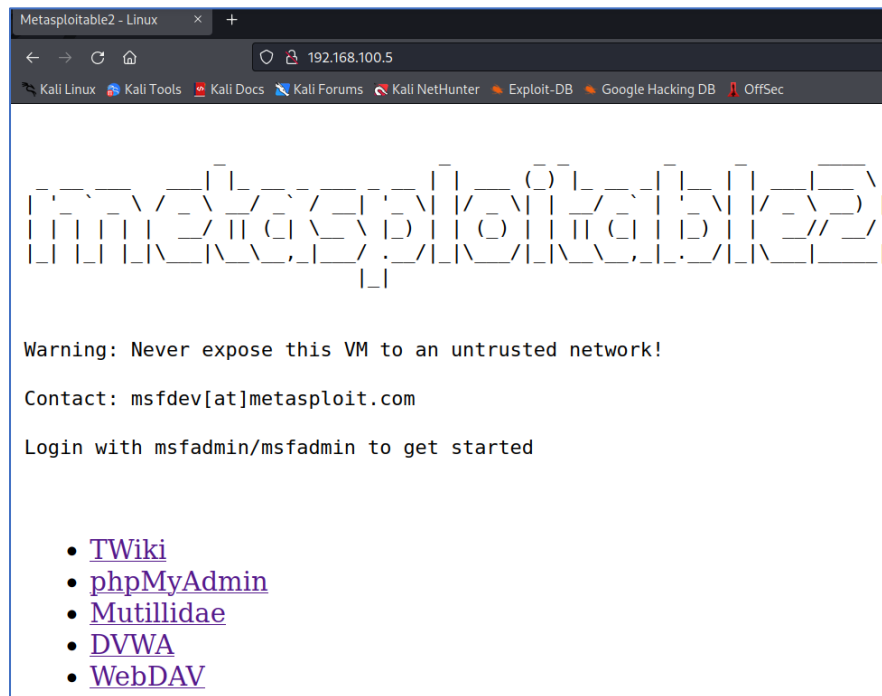 Metasploitable2 - Linux
192.168.100.5
Kali Linux Kali Tools Kali Docs Kali Forums Kali NetHunter Exploit-DB Google Hacking DB OffSec
metasploitable2
Warning: Never expose this VM to an untrusted network!
Contact: msfdev[at]metasploit.com
Login with msfadmin/msfadmin to get started
TWiki
phpMyAdmin
Mutillidae
DVWA
WebDAV